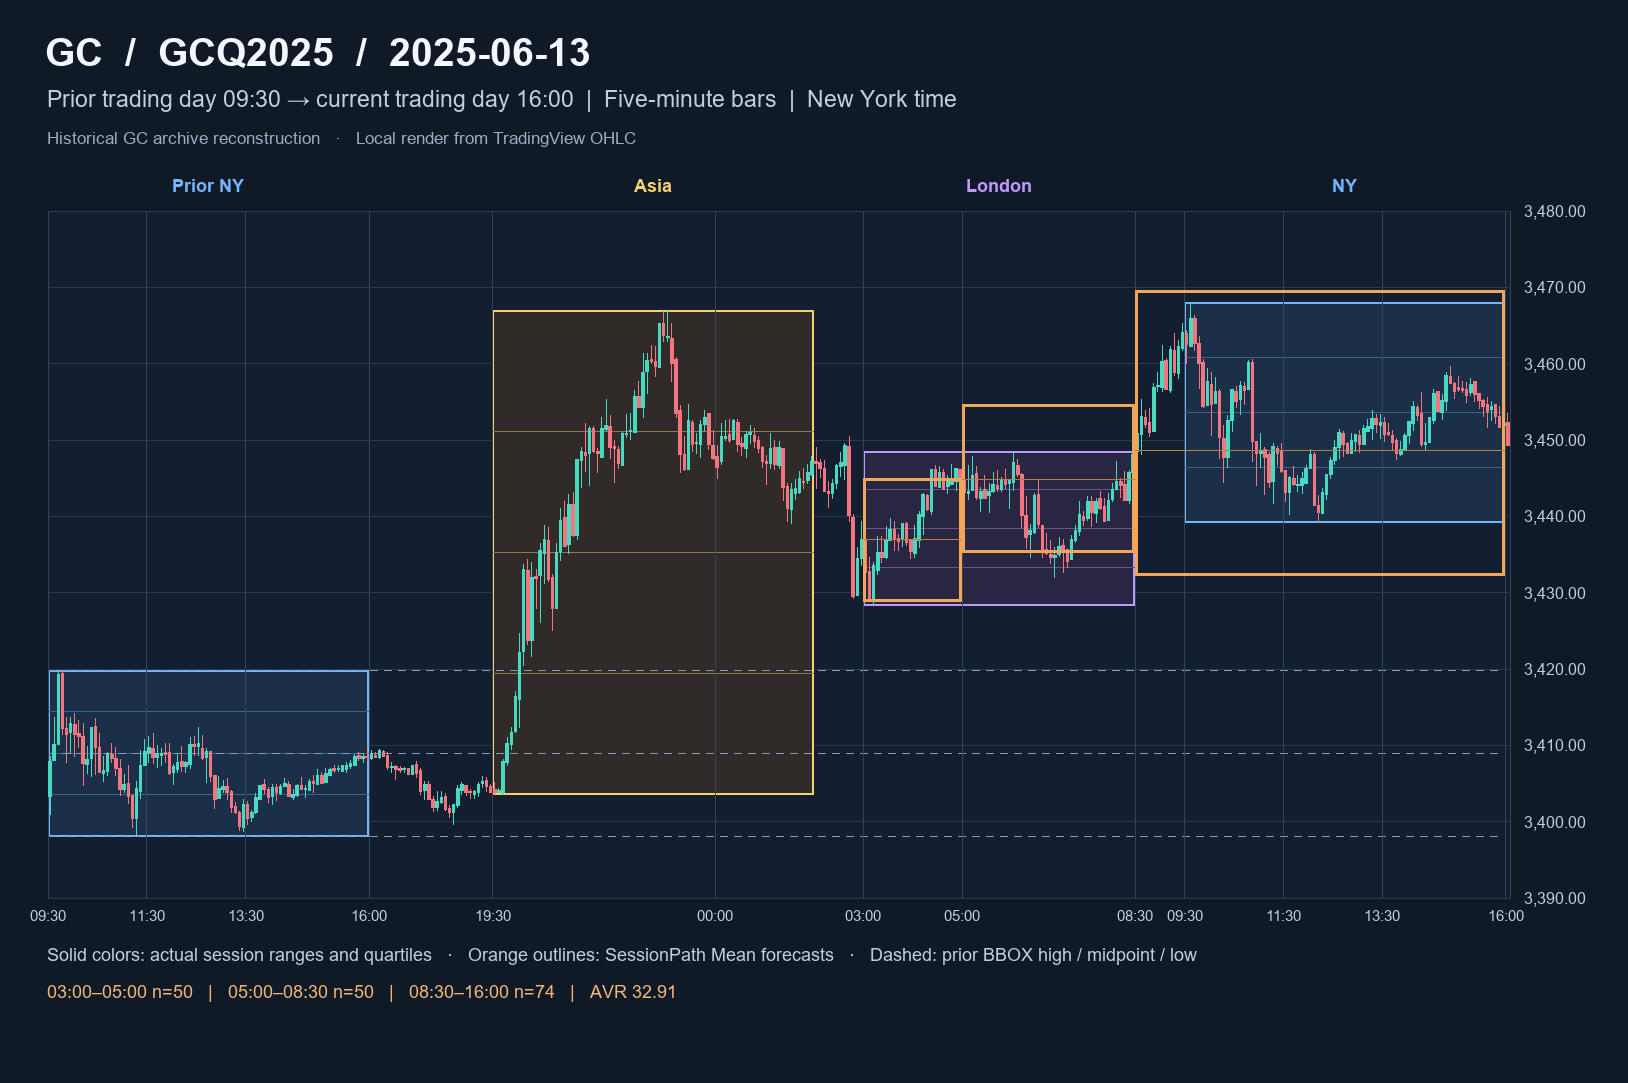 GC / GCQ2025 / 2025-06-13
Prior trading day 09:30 → current trading day 16:00 | Five-minute bars | New York time
Historical GC archive reconstruction · Local render from TradingView OHLC
Prior NY Asia London NY
3,480.00
3,470.00
3,460.00
3,450.00
3,440.00
3,430.00
3,420.00
3,410.00
3,400.00
3,390.00
09:30 11:30 13:30 16:00 19:30 00:00 03:00 05:00 08:30 09:30 11:30 13:30 16:00
Solid colors: actual session ranges and quartiles · Orange outlines: SessionPath Mean forecasts · Dashed: prior BBOX high / midpoint / low
03:00–05:00 n=50 | 05:00–08:30 n=50 | 08:30–16:00 n=74 | AVR 32.91